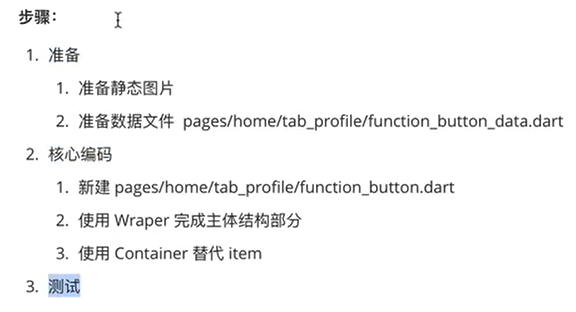 步骤：
1. 准备
1. 准备静态图片
2. 准备数据文件 pages/home/tab_profile/function_button_data.dart
2. 核心编码
1. 新建 pages/home/tab_profile/function_button.dart
2. 使用 Wraper 完成主体结构部分
3. 使用 Container 替代 item
3. 测试